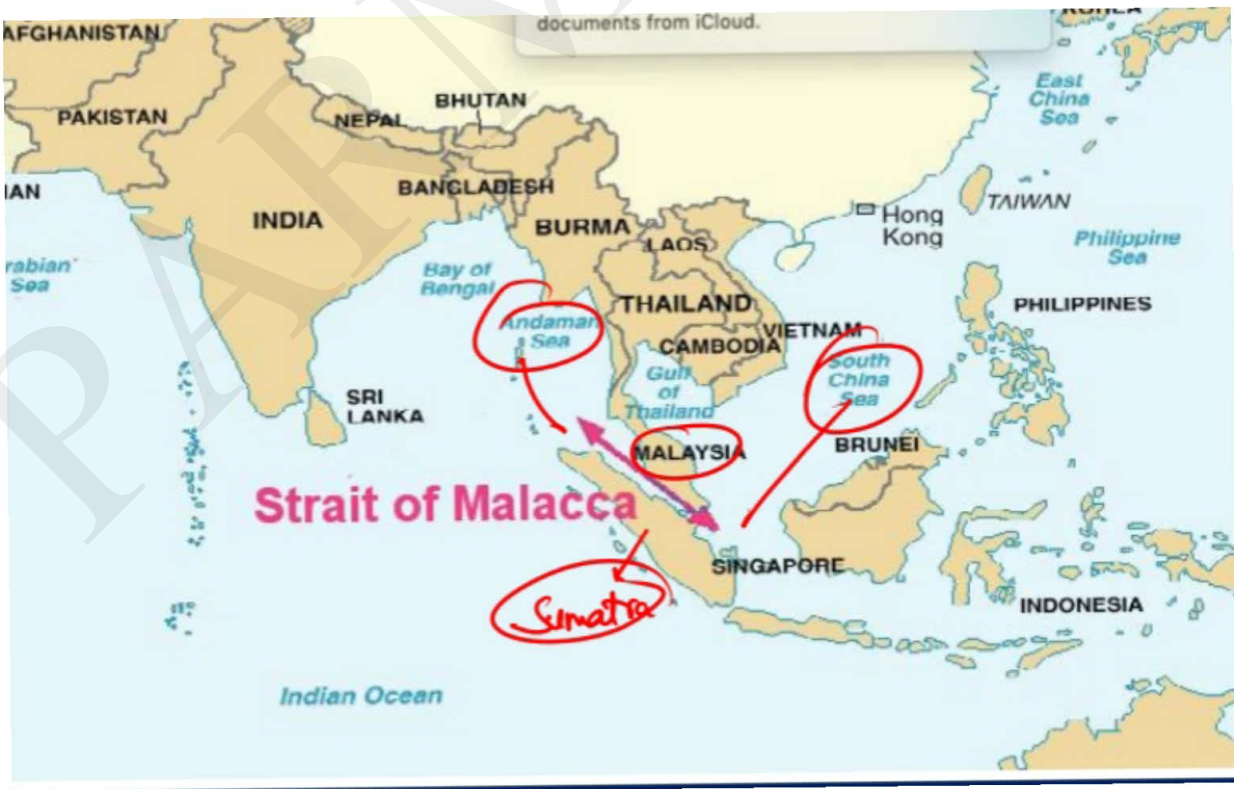 documents from iCloud.
AFGHANISTAN
PAKISTAN
NEPAL
BHUTAN
East
China
Sea
IAN
BANGLADESH
INDIA
BURMA
LAOS
Hong
Kong
TAIWAN
rabian
Sea
Bay of
Bengal
Philippine
Sea
Andaman
Sea
THAILAND
VIETNAM
CAMBODIA
PHILIPPINES
Gulf
of
Thailand
South
China
Sea
SRI
LANKA
MALAYSIA
BRUNEI
Strait of Malacca
SINGAPORE
Sumatra
INDONESIA
Indian Ocean